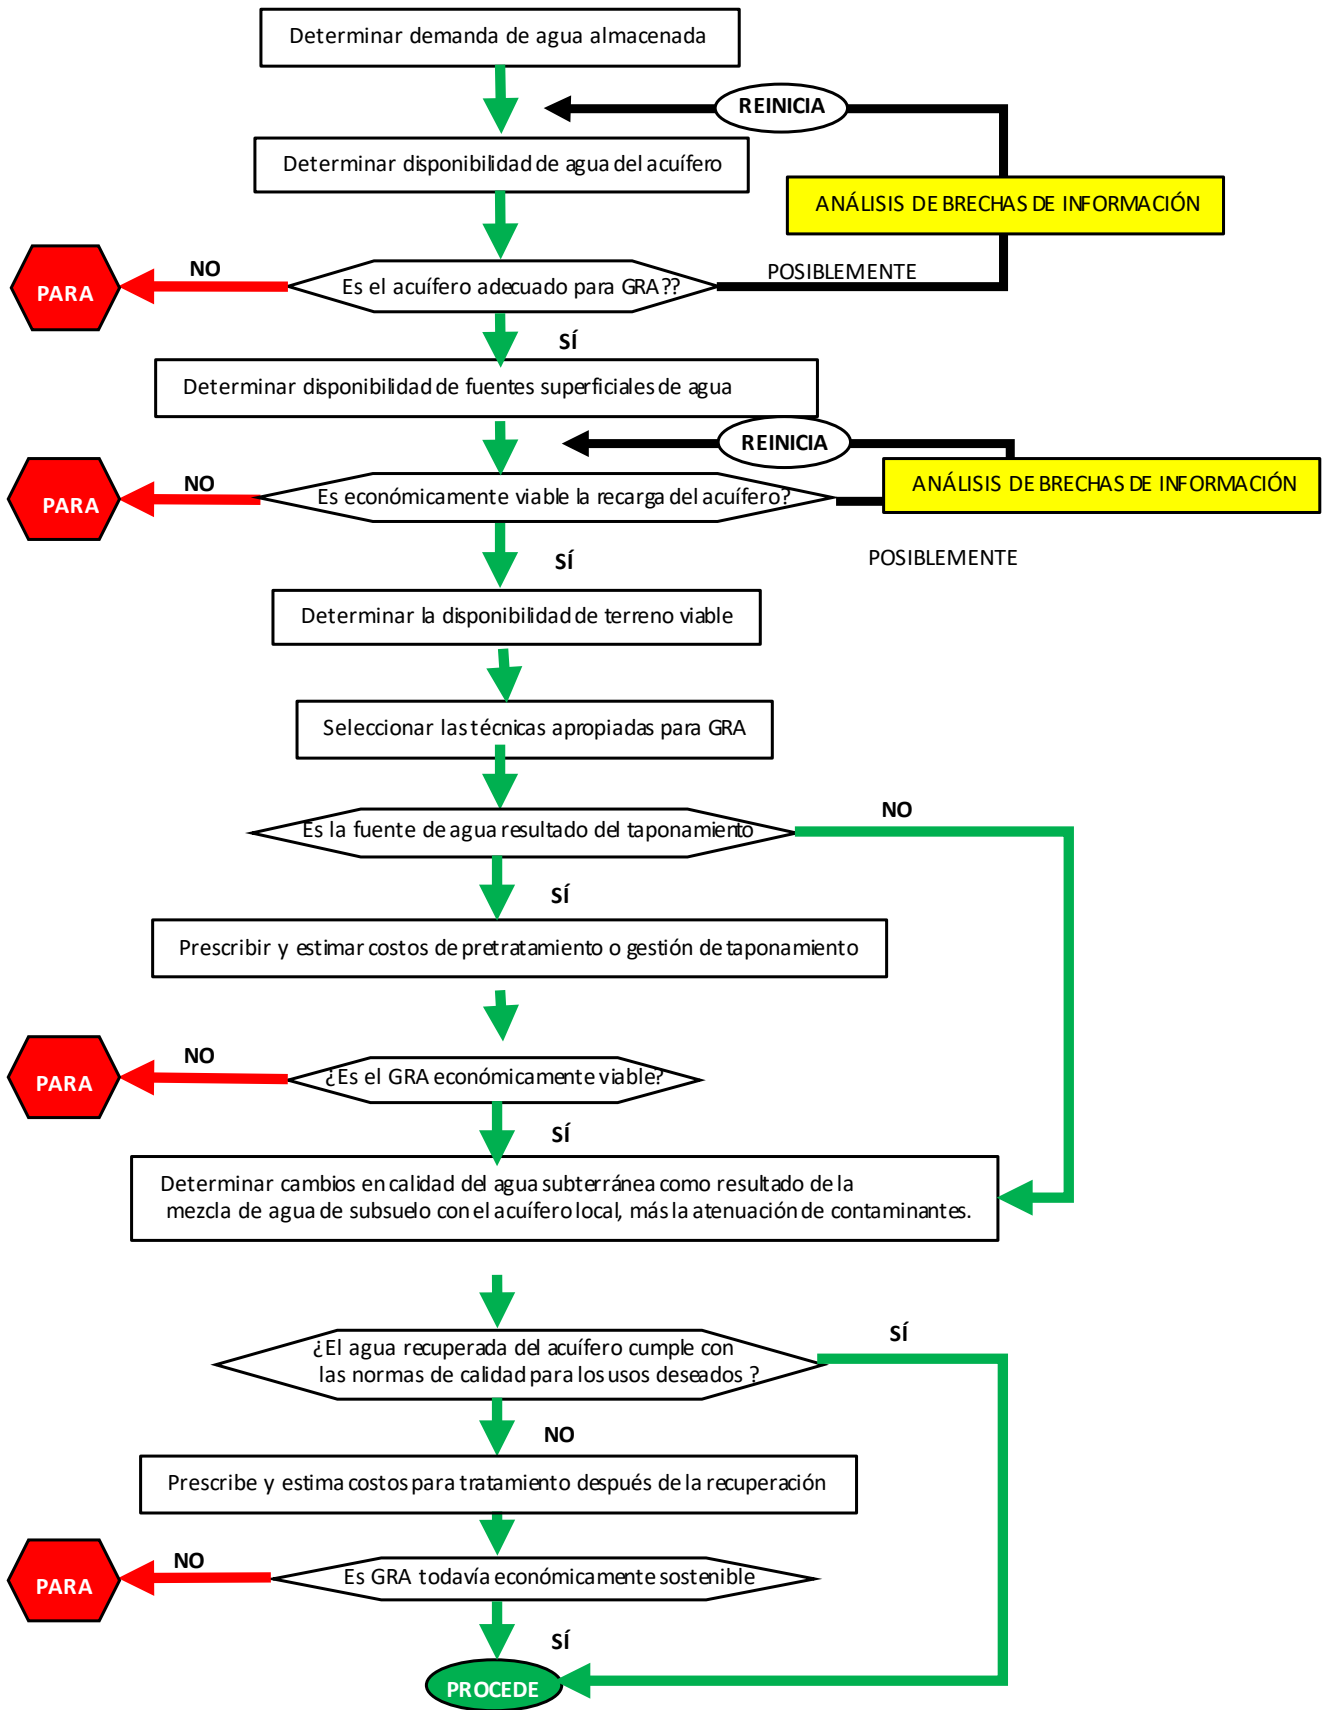 Determinar demanda de agua almacenada
REINICIA
Determinar disponibilidad de agua del acuífero
ANÁLISIS DE BRECHAS DE INFORMACIÓN
NO
POSIBLEMENTE
PARA
Es el acuífero adecuado para GRA??
SÍ
Determinar disponibilidad de fuentes superficiales de agua
REINICIA
NO
ANÁLISIS DE BRECHAS DE INFORMACIÓN
PARA
Es económicamente viable la recarga del acuífero?
SÍ
POSIBLEMENTE
Determinar la disponibilidad de terreno viable
Seleccionar las técnicas apropiadas para GRA
NO
Es la fuente de agua resultado del taponamiento
SÍ
Prescribir y estimar costos de pretratamiento o gestión de taponamiento
NO
PARA
¿Es el GRA económicamente viable?
SÍ
Determinar cambios en calidad del agua subterránea como resultado de la
mezcla de agua de subsuelo con el acuífero local, más la atenuación de contaminantes.
SÍ
¿El agua recuperada del acuífero cumple con
las normas de calidad para los usos deseados ?
NO
Prescribe y estima costos para tratamiento después de la recuperación
NO
PARA
Es GRA todavía económicamente sostenible
SÍ
PROCEDE